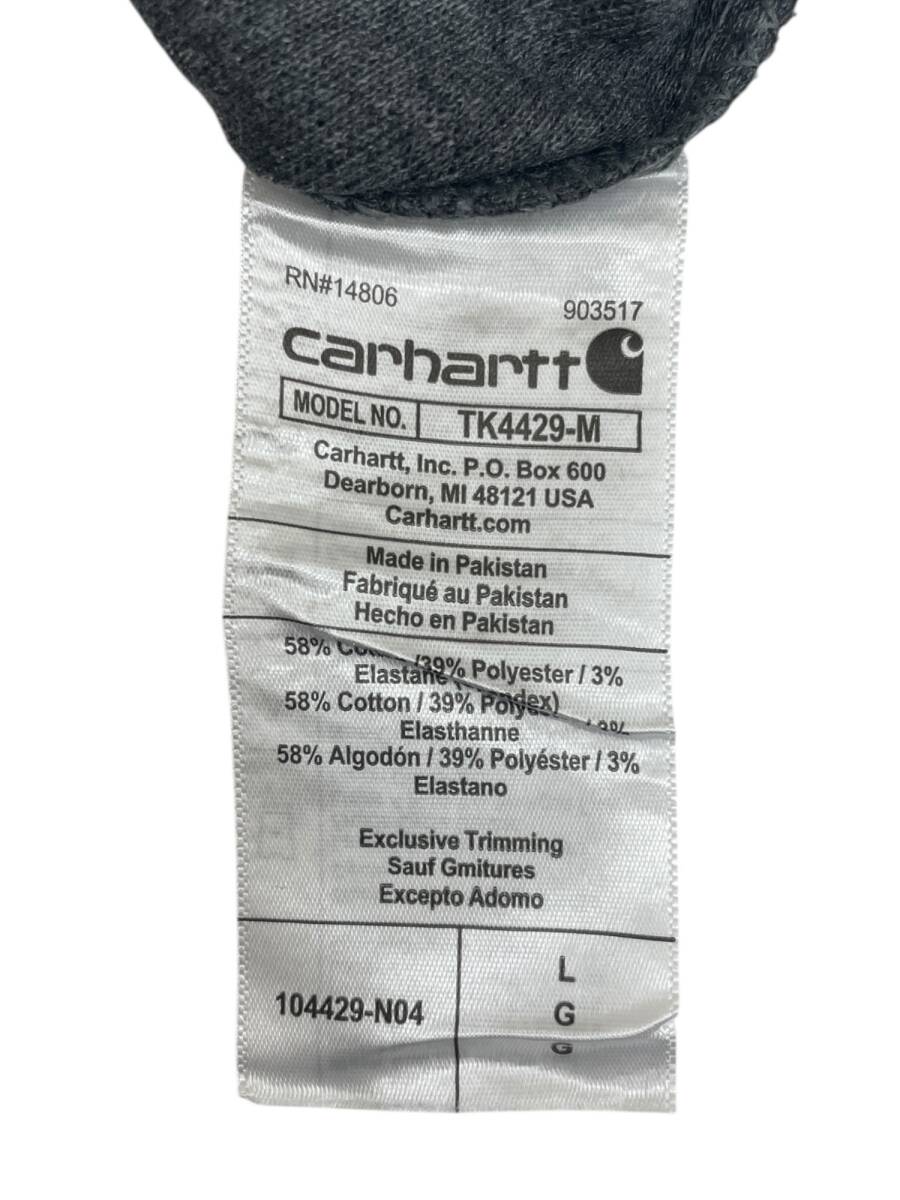 RN#14806
903517
carhartt
MODEL NO. TK4429-M
Carhartt, Inc. P.O. Box 600
Dearborn, MI 48121 USA
Carhartt.com
Made in Pakistan
Fabriqué au Pakistan
Hecho en Pakistan
58% /39% Polyester / 3%
Elastane
58% Cotton / 39%
Elasthanne
58% Algodón / 39% Polyéster / 3%
Elastano
Exclusive Trimming
Sauf Gmitures
Excepto Adomo
104429-N04
L
G
G